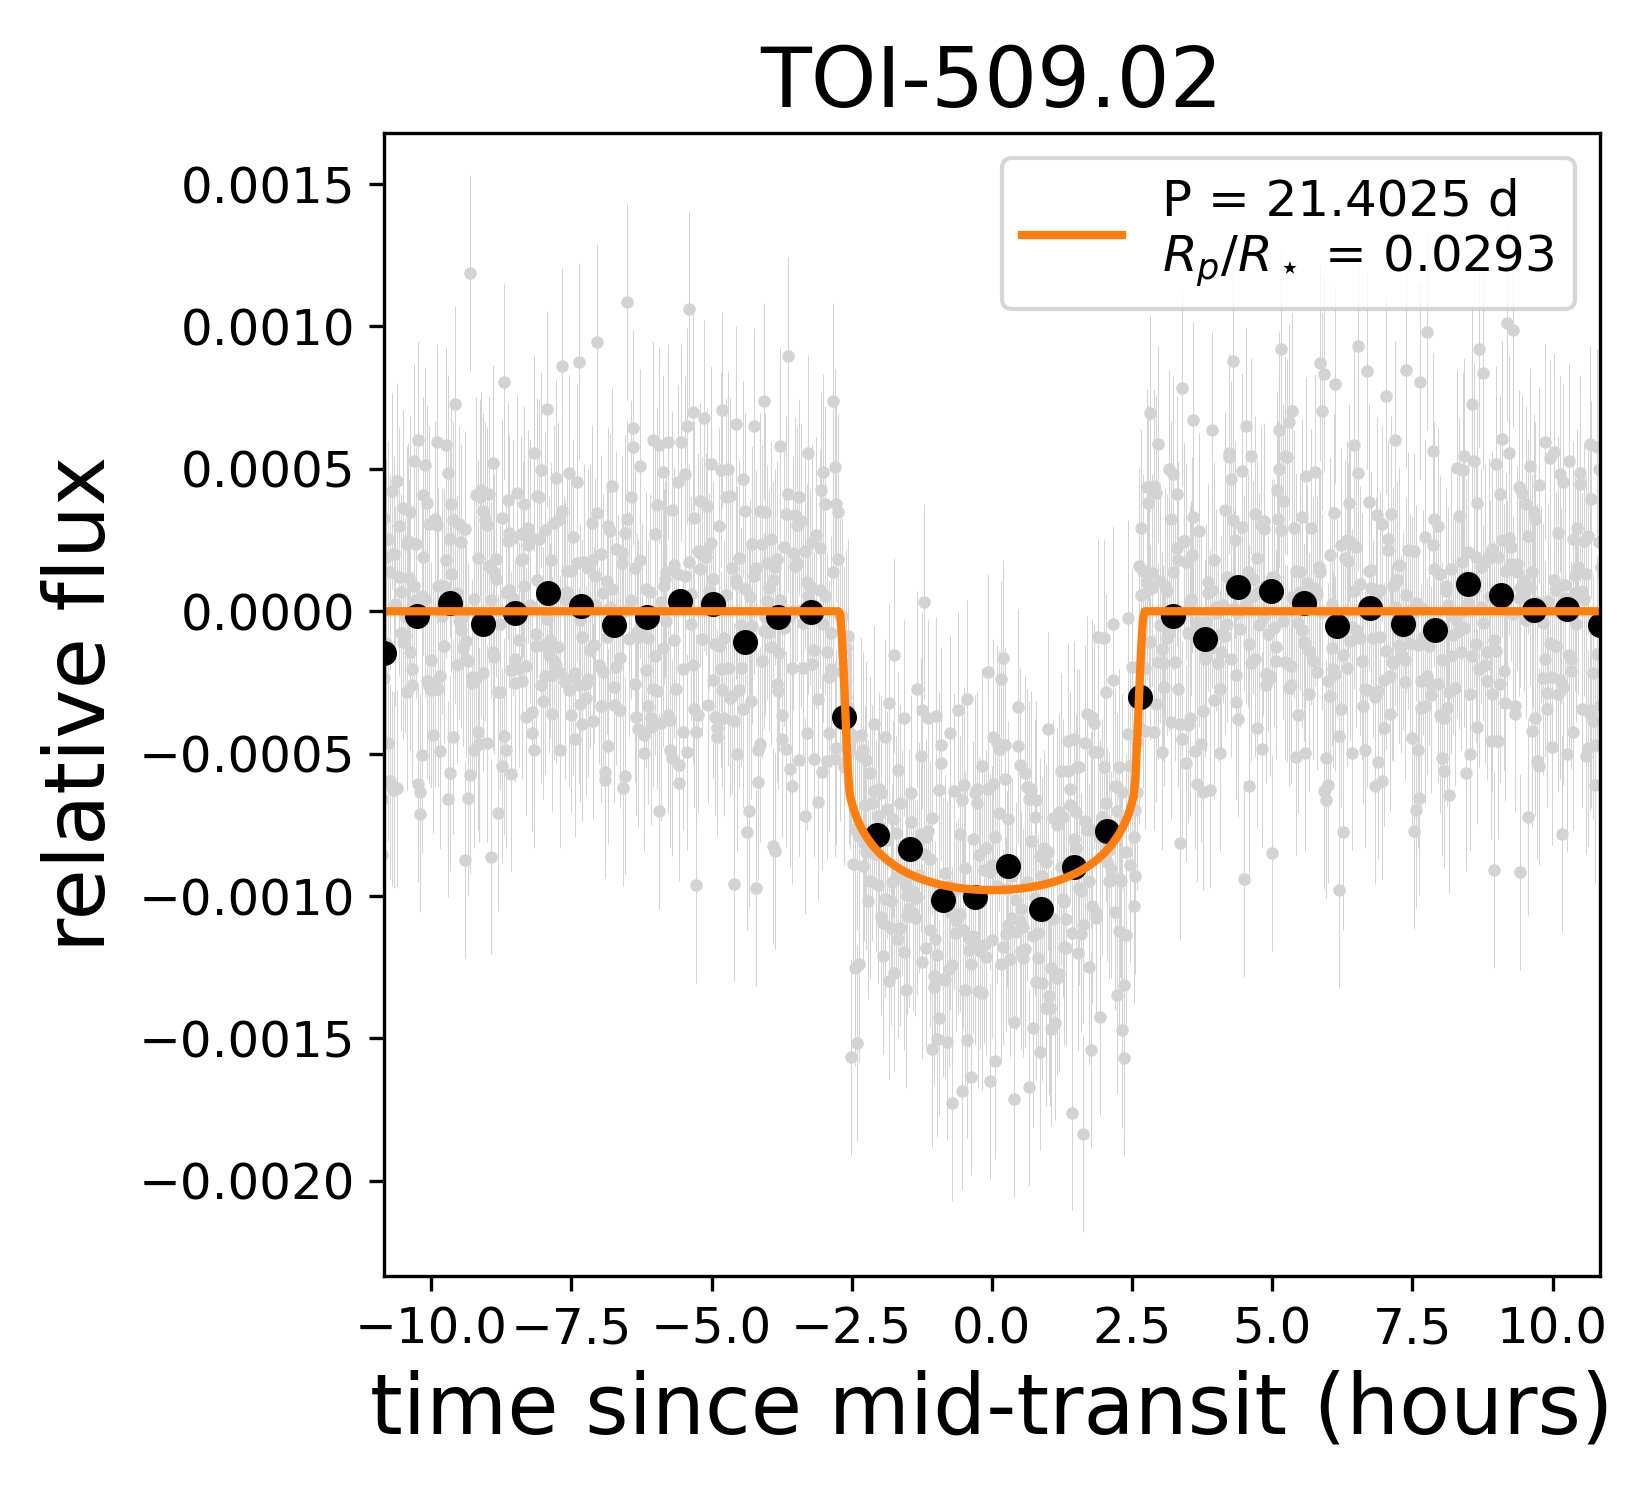 TOI-509.02
P = 21.4025 d
Rp/R⋆ = 0.0293
relative flux
0.0015
0.0010
0.0005
0.0000
−0.0005
−0.0010
−0.0015
−0.0020
−10.0 −7.5 −5.0 −2.5 0.0 2.5 5.0 7.5 10.0
time since mid-transit (hours)